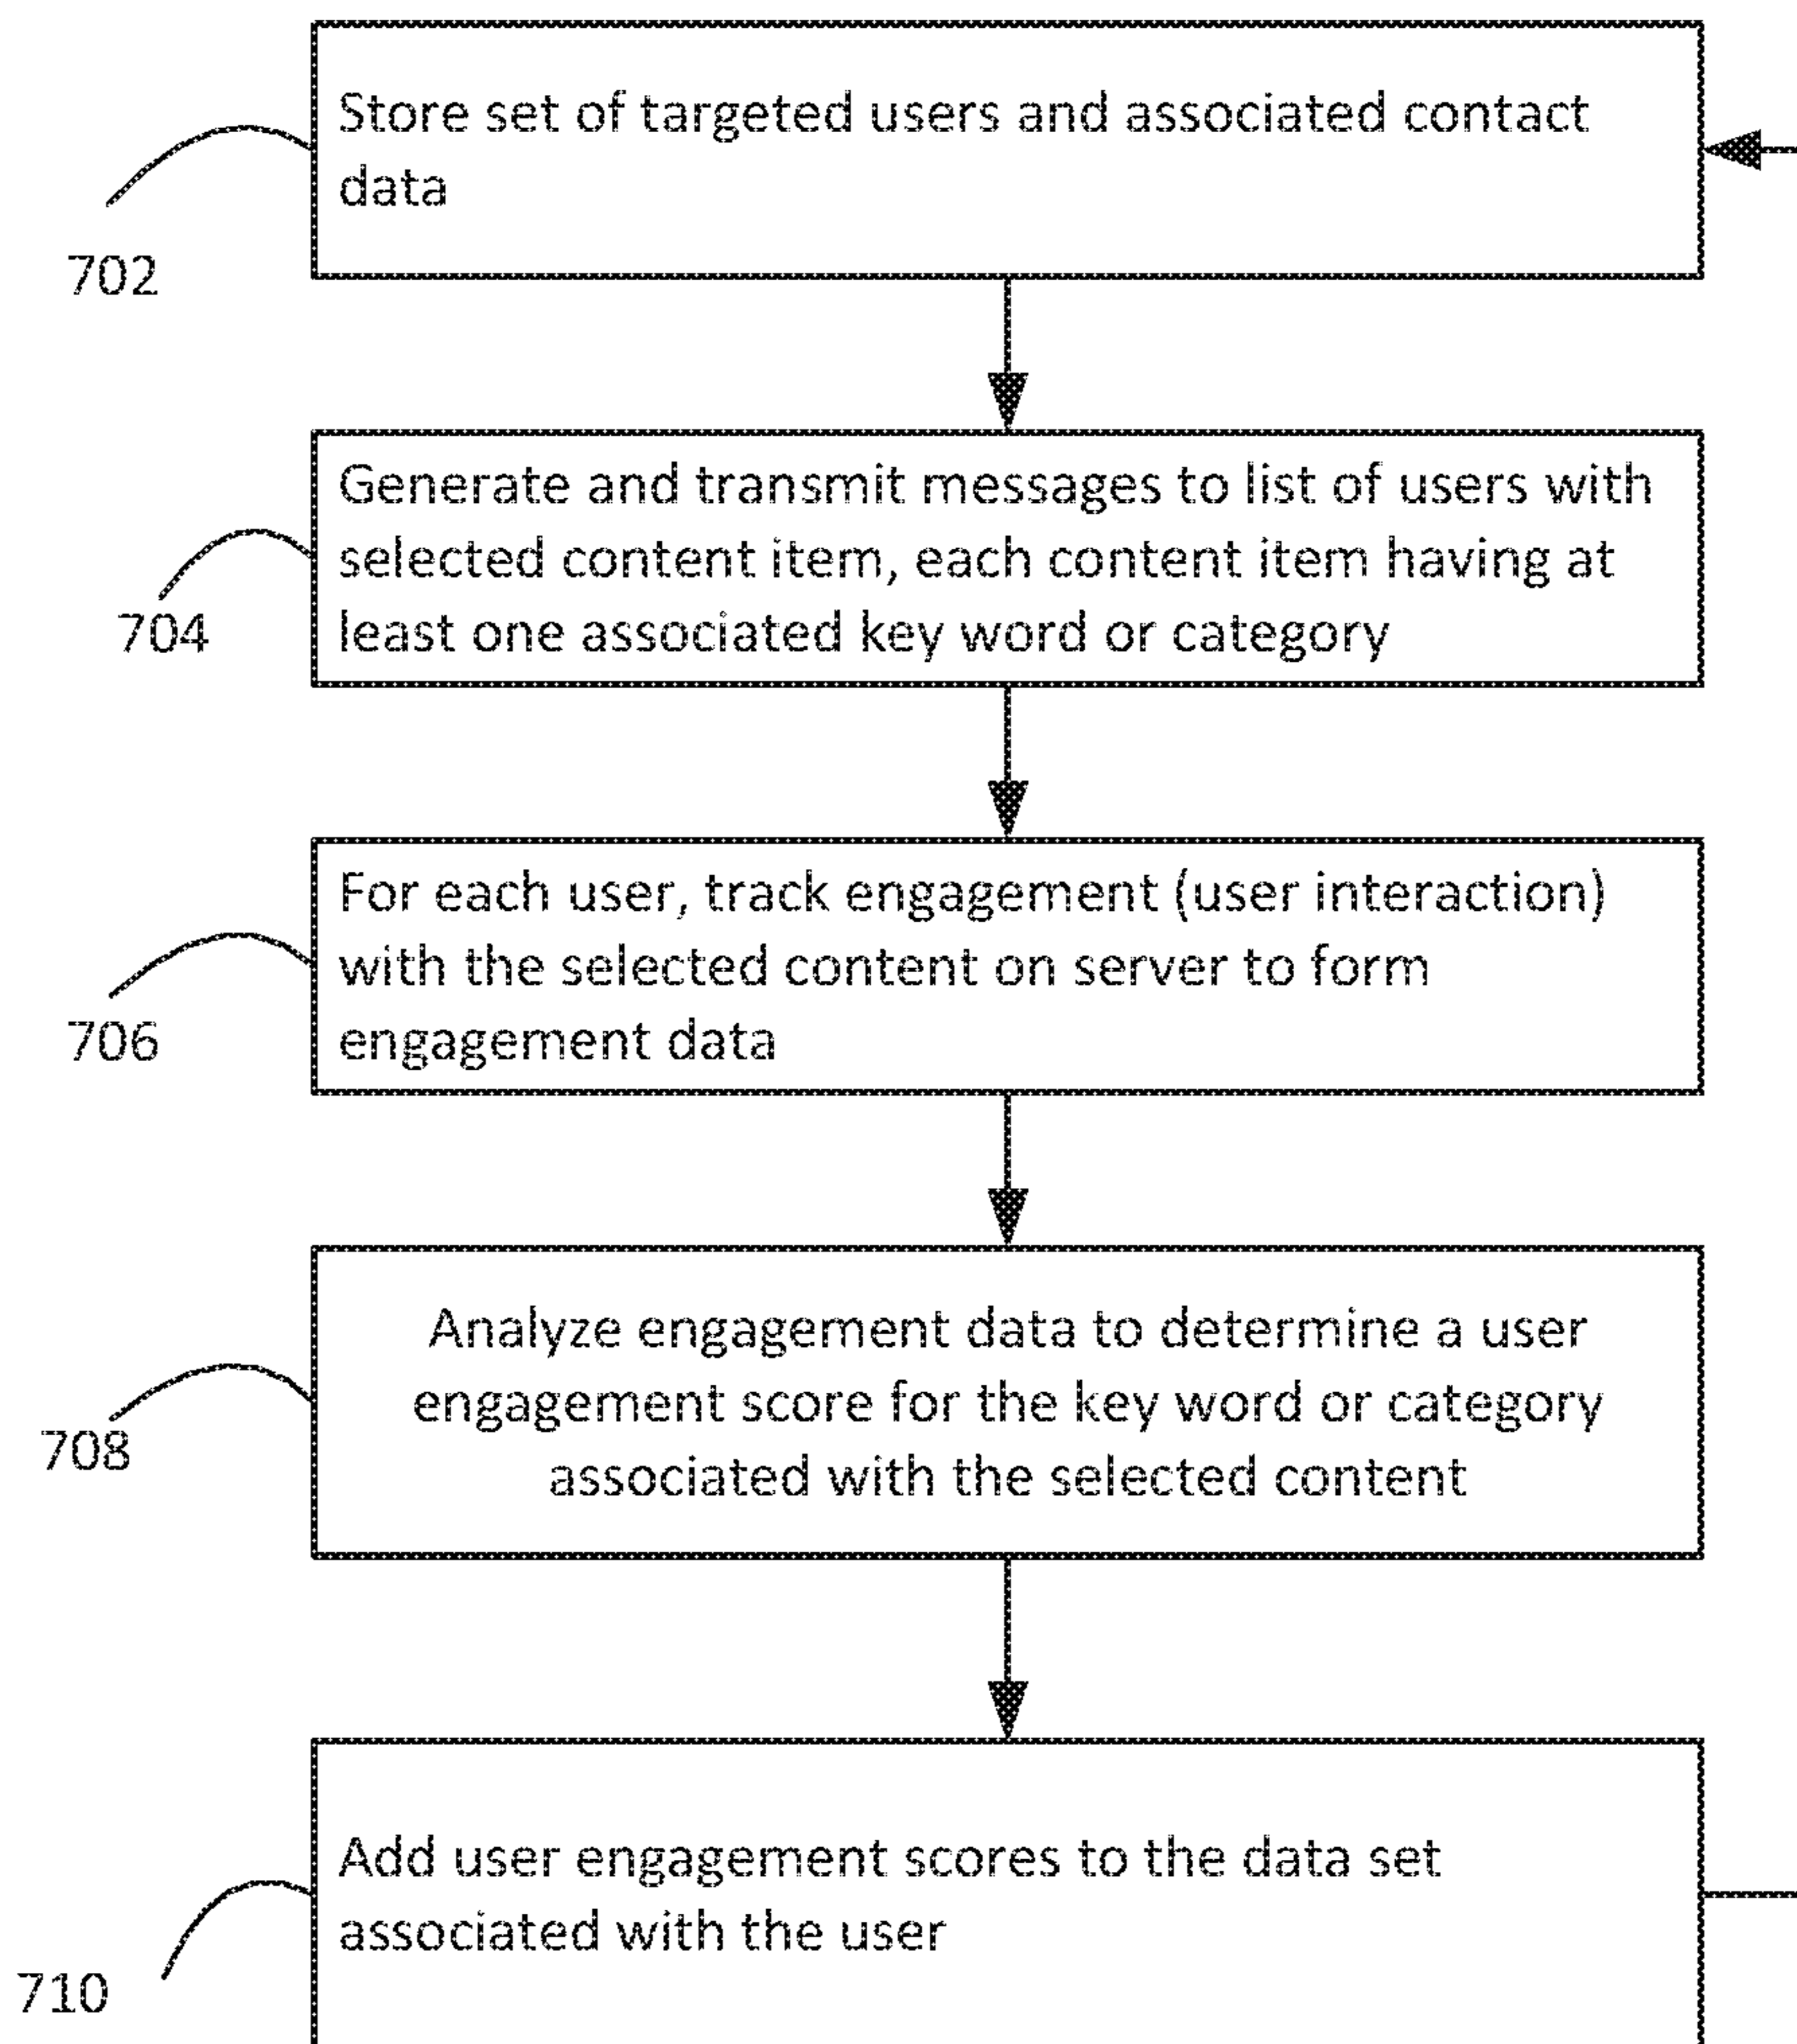 Store set of targeted users and associated contact
data
702
Generate and transmit messages to list of users with
selected content item, each content item having at
least one associated key word or category
704
For each user, track engagement (user interaction)
with the selected content on server to form
engagement data
706
Analyze engagement data to determine a user
engagement score for the key word or category
associated with the selected content
708
Add user engagement scores to the data set
associated with the user
710